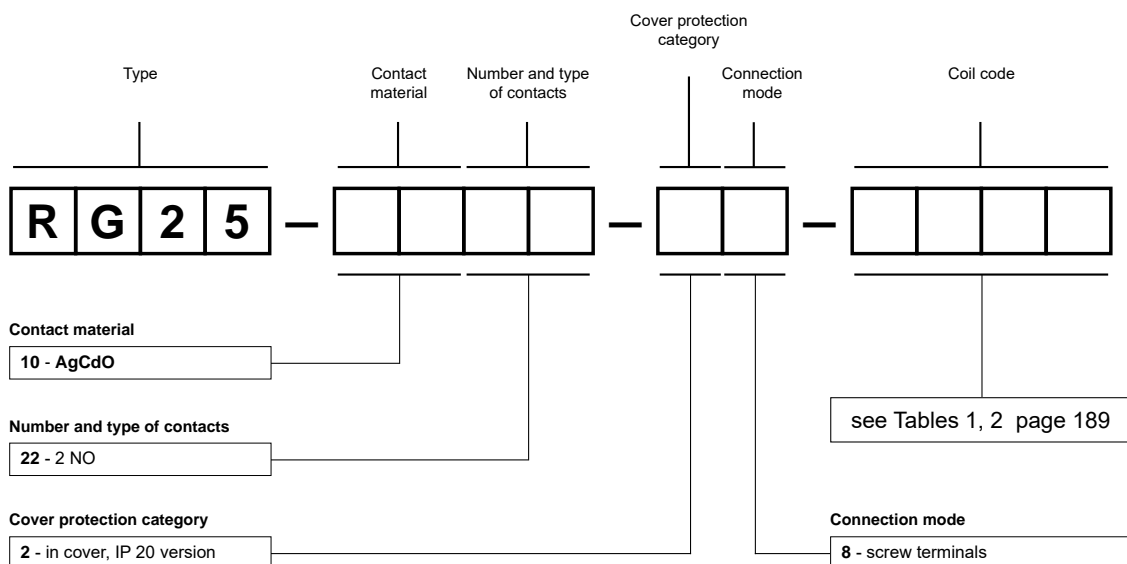 Cover protection
category
Type
Contact
material
Number and type
of contacts
Connection
mode
Coil code
RG25 – – –
Contact material
10 - AgCdO
see Tables 1, 2 page 189
Number and type of contacts
22 - 2 NO
Cover protection category
2 - in cover, IP 20 version
Connection mode
8 - screw terminals